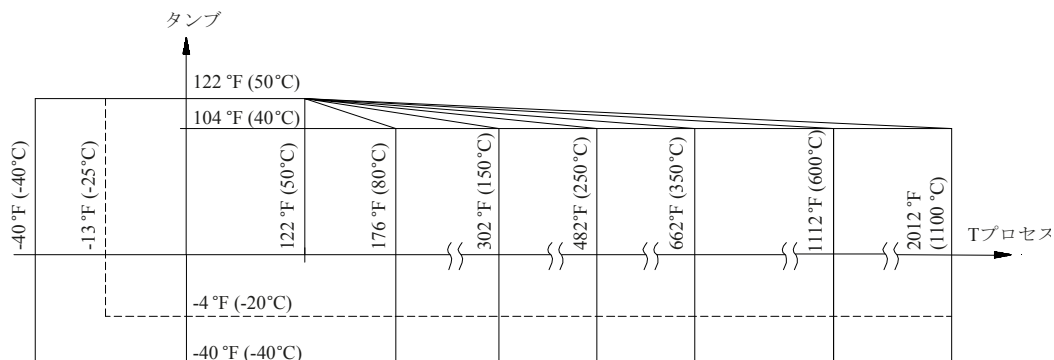 タンブ
122 °F (50°C)
104 °F (40°C)
-40 °F (-40°C)
-13 °F (-25°C)
122 °F (50°C)
176 °F (80°C)
302 °F (150°C)
482°F (250°C)
662°F (350°C)
1112 °F (600°C)
2012 °F
(1100 °C)
Tプロセス
-4 °F (-20°C)
-40 °F (-40°C)